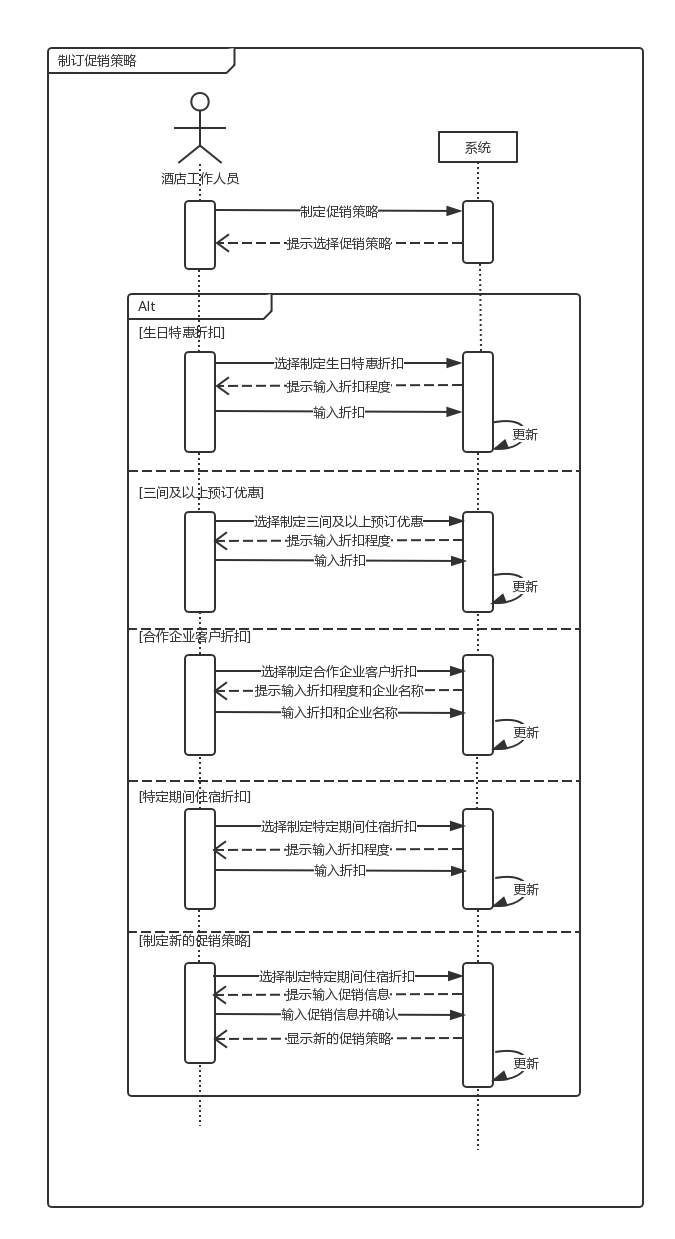 制订促销策略
系统
酒店工作人员
制定促销策略
提示选择促销策略
Alt
[生日特惠折扣]
选择制定生日特惠折扣
提示输入折扣程度
输入折扣
更新
[三间及以上预订优惠]
选择制定三间及以上预订优惠
提示输入折扣程度
输入折扣
更新
[合作企业客户折扣]
选择制定合作企业客户折扣
提示输入折扣程度和企业名称
输入折扣和企业名称
更新
[特定期间住宿折扣]
选择制定特定期间住宿折扣
提示输入折扣程度
输入折扣
更新
[制定新的促销策略]
选择制定特定期间住宿折扣
提示输入促销信息
输入促销信息并确认
显示新的促销策略
更新